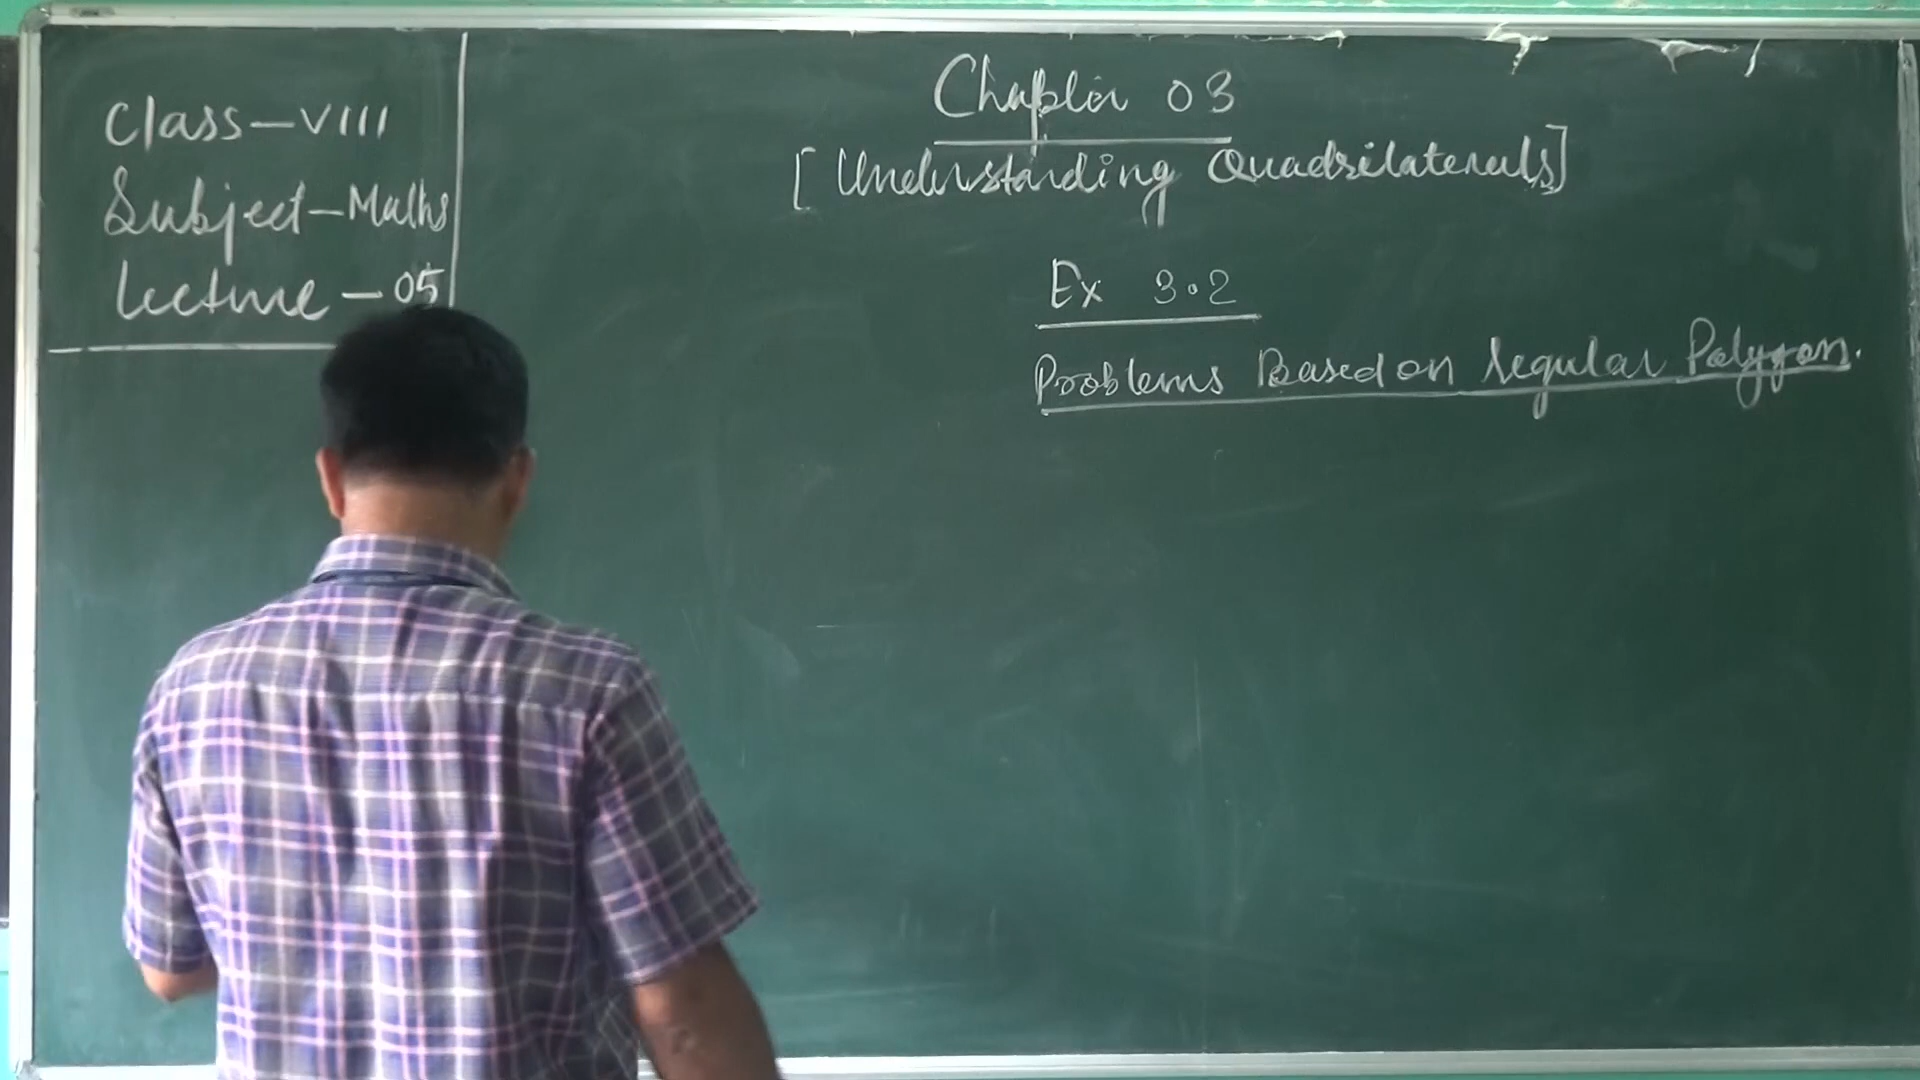 Class-VIII
Subject-Maths
Lecture-05
Chapter 03
[Understanding Quadrilaterals]
Ex 3.2
Problems Based on regular Polygon.